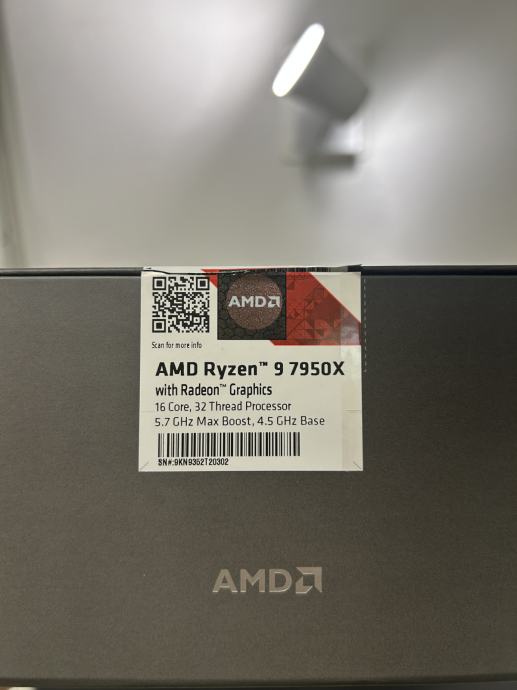 AMD
Scan for more info
AMD Ryzen™ 9 7950X
with Radeon™ Graphics
16 Core, 32 Thread Processor
5.7 GHz Max Boost, 4.5 GHz Base
SN#:9KN9362T20302
AMD